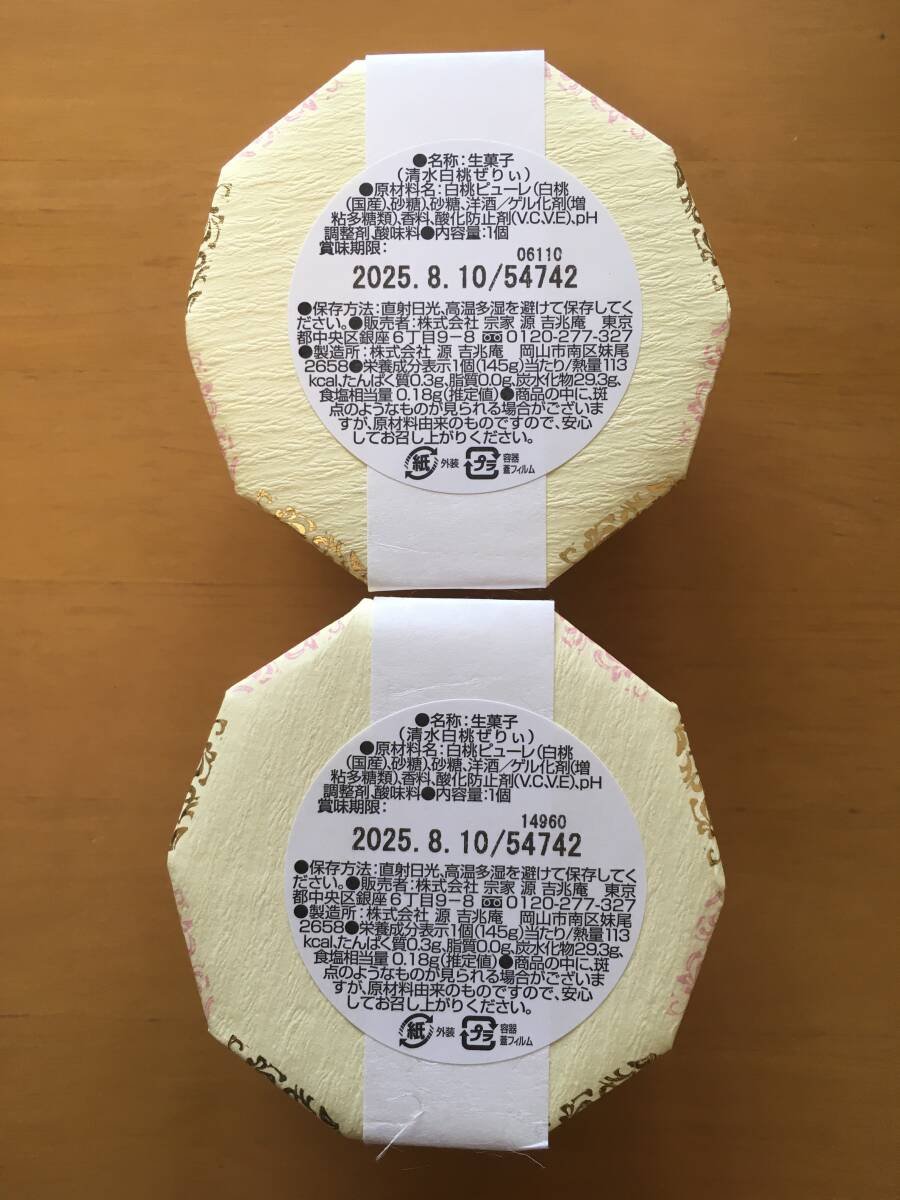 ●名称:生菓子
(清水白桃ぜりぃ)
●原材料名:白桃ピューレ(白桃
(国産)、砂糖)、砂糖、洋酒/ゲル化剤(増
粘多糖類)、香料、酸化防止剤(V.C,V.E)、pH
調整剤、酸味料●内容量:1個
賞味期限:
06110
2025.8.10/54742
●保存方法:直射日光、高温多湿を避けて保存してく
ださい。●販売者:株式会社 宗家 源 吉兆庵 東京
都中央区銀座6丁目9-8 0120-277-327
●製造所:株式会社 源 吉兆庵 岡山市南区妹尾
2658●栄養成分表示1個(145g)当たり/熱量113
kcal、たんぱく質0.3g、脂質0.0g、炭水化物29.3g、
食塩相当量 0.18g(推定値)●商品の中に、斑
点のようなものが見られる場合がございま
すが、原材料由来のものですので、安心
してお召し上がりください。
紙 外装 プラ 容器
蓋フィルム
●名称:生菓子
(清水白桃ぜりぃ)
●原材料名:白桃ピューレ(白桃
(国産)、砂糖)、砂糖、洋酒/ゲル化剤(増
粘多糖類)、香料、酸化防止剤(V.C,V.E)、pH
調整剤、酸味料●内容量:1個
賞味期限:
14960
2025.8.10/54742
●保存方法:直射日光、高温多湿を避けて保存してく
ださい。●販売者:株式会社 宗家 源 吉兆庵 東京
都中央区銀座6丁目9-8 0120-277-327
●製造所:株式会社 源 吉兆庵 岡山市南区妹尾
2658●栄養成分表示1個(145g)当たり/熱量113
kcal、たんぱく質0.3g、脂質0.0g、炭水化物29.3g、
食塩相当量 0.18g(推定値)●商品の中に、斑
点のようなものが見られる場合がございま
すが、原材料由来のものですので、安心
してお召し上がりください。
紙 外装 プラ 容器
蓋フィルム